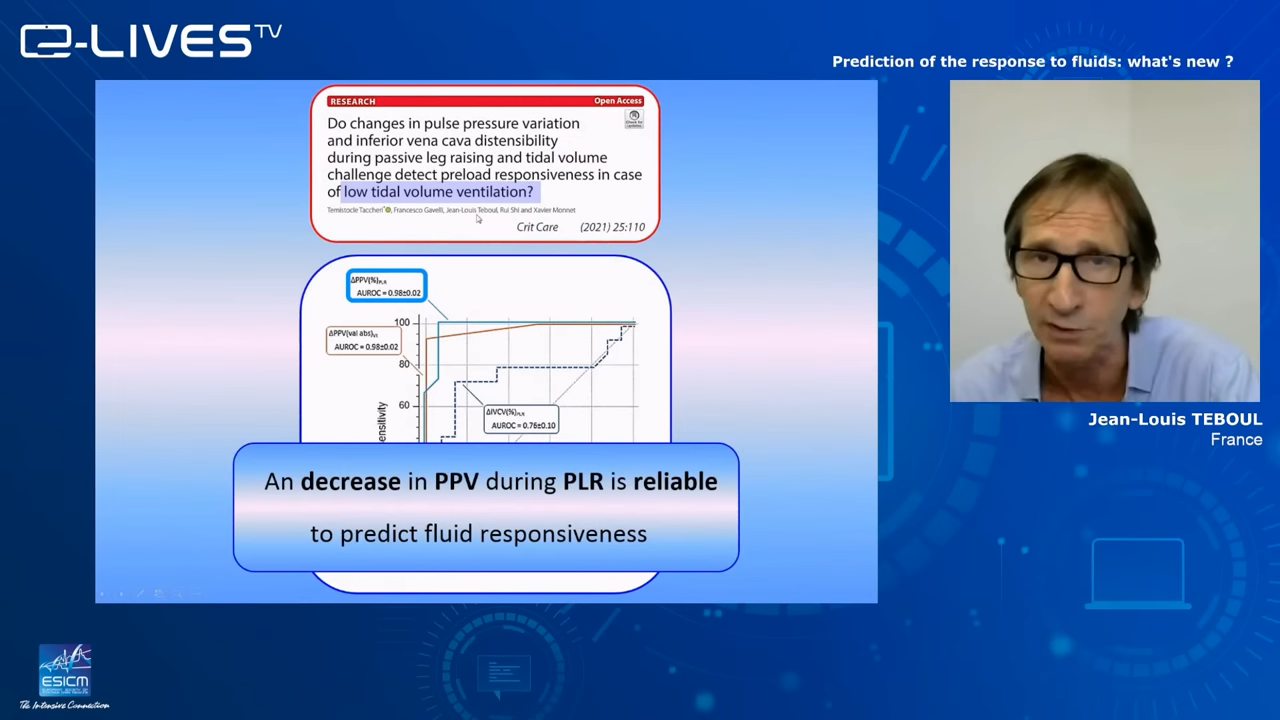 e-LIVES TV
Prediction of the response to fluids: what's new ?
RESEARCH
Open Access
Do changes in pulse pressure variation
and inferior vena cava distensibility
during passive leg raising and tidal volume
challenge detect preload responsiveness in case
of low tidal volume ventilation?
Temistocle Taccheri*, Francesco Gavelli, Jean-Louis Teboul, Rui Shi and Xavier Monnet
Crit Care (2021) 25:110
Check for
updates
ΔPPV(%)PLR
AUROC = 0.98±0.02
ΔPPV(val abs)
AUROC = 0.98±0.02
100
80
60
ΔIVCV(%)PLR
AUROC = 0.76±0.10
ensitivity
An decrease in PPV during PLR is reliable
to predict fluid responsiveness
Jean-Louis TEBOUL
France
ESICM
The Intensive Connection